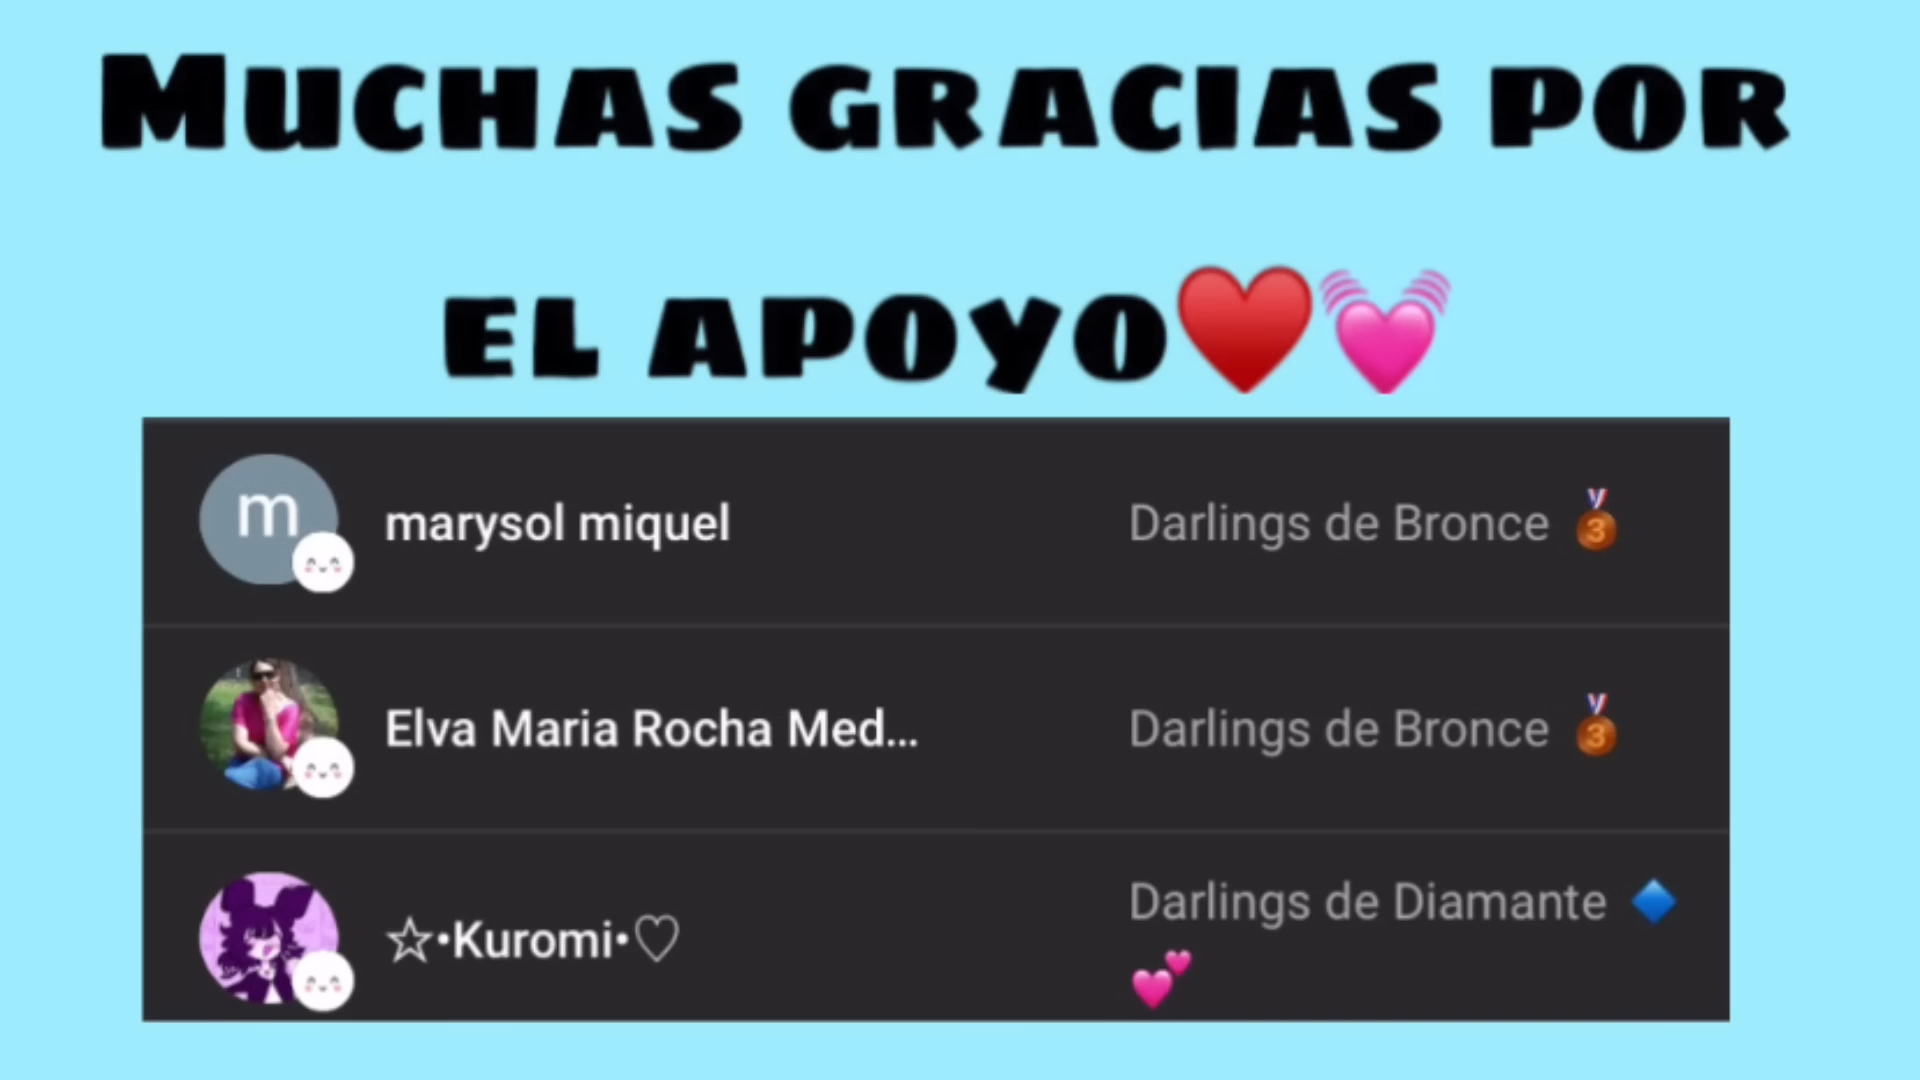 Muchas gracias por
el apoyo❤️💓
m
marysol miquel Darlings de Bronce 🥉
Elva Maria Rocha Med... Darlings de Bronce 🥉
☆•Kuromi•♡ Darlings de Diamante 🔷
💕